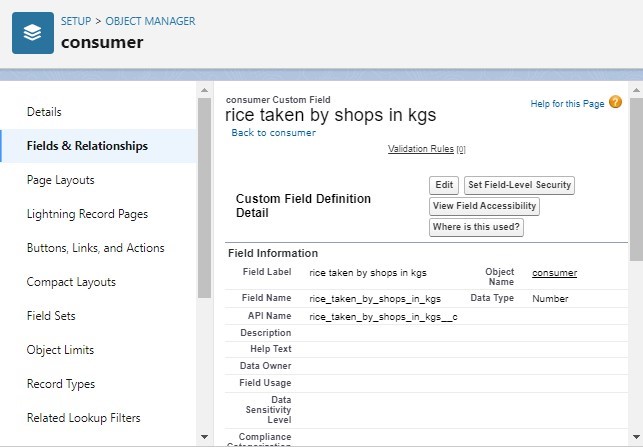 SETUP > OBJECT MANAGER
consumer
Details
Fields & Relationships
Page Layouts
Lightning Record Pages
Buttons, Links, and Actions
Compact Layouts
Field Sets
Object Limits
Record Types
Related Lookup Filters
consumer Custom Field
rice taken by shops in kgs
Help for this Page ?
Back to consumer
Validation Rules [0]
Custom Field Definition
Detail
Edit Set Field-Level Security
View Field Accessibility
Where is this used?
Field Information
Field Label rice taken by shops in kgs Object
Name consumer
Field Name rice_taken_by_shops_in_kgs Data Type Number
API Name rice_taken_by_shops_in_kgs__c
Description
Help Text
Data Owner
Field Usage
Data
Sensitivity
Level
Compliance